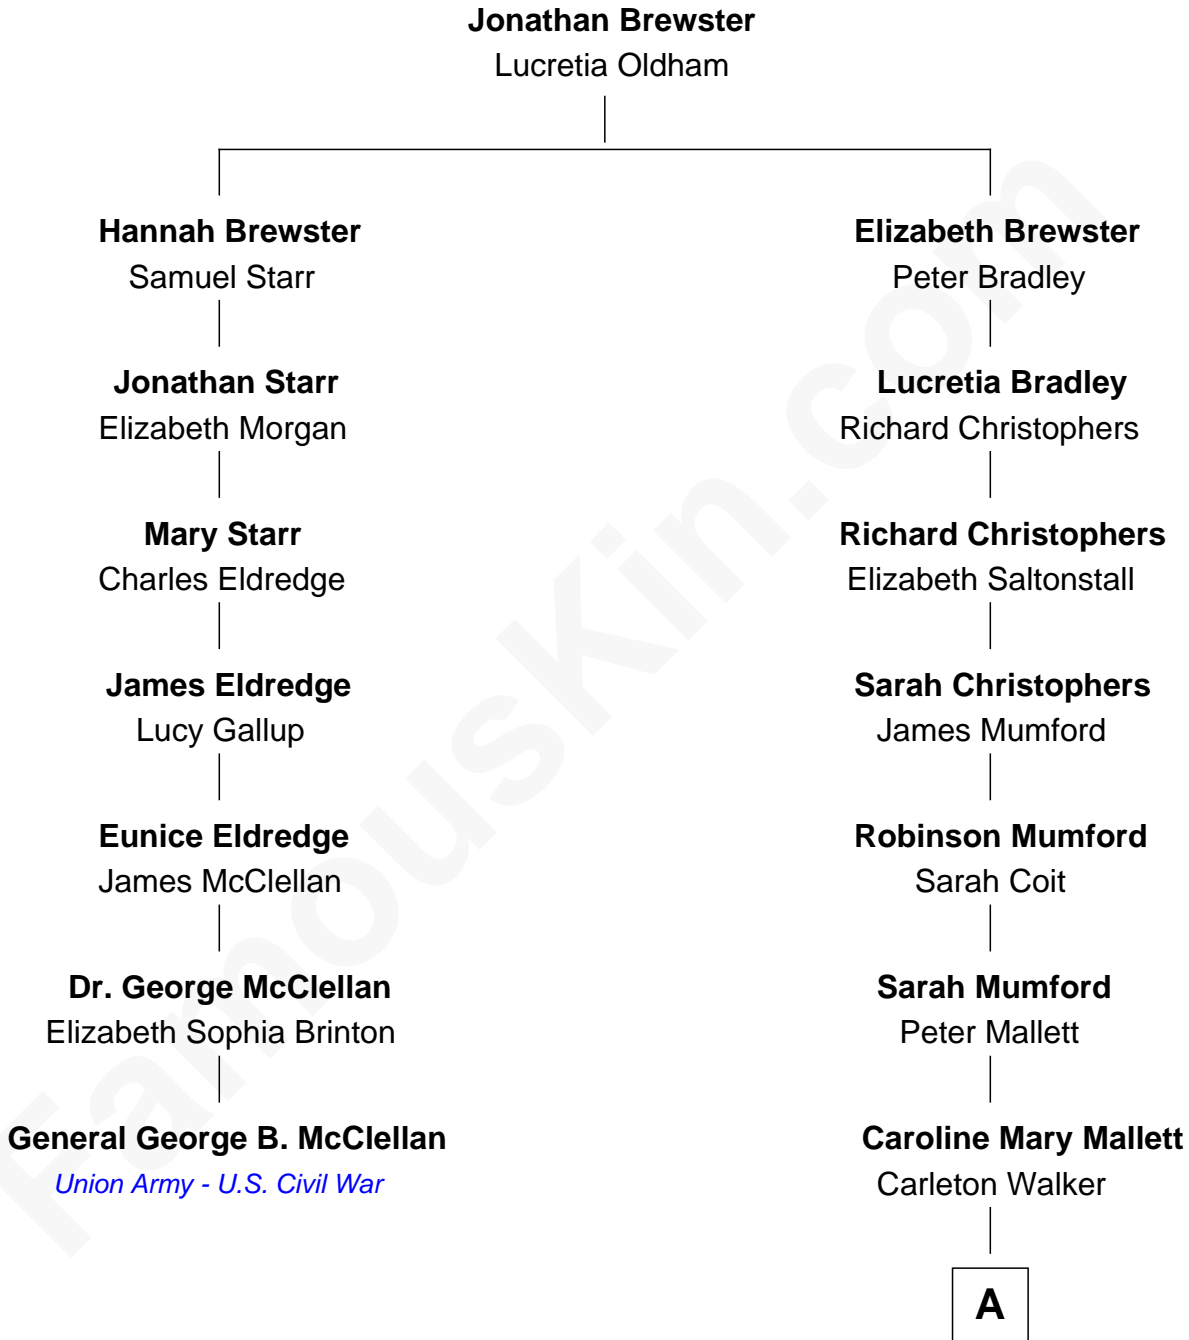 Jonathan Brewster
Lucretia Oldham
Hannah Brewster
Samuel Starr
Jonathan Starr
Elizabeth Morgan
Mary Starr
Charles Eldredge
James Eldredge
Lucy Gallup
Eunice Eldredge
James McClellan
Dr. George McClellan
Elizabeth Sophia Brinton
General George B. McClellan
Union Army - U.S. Civil War
Elizabeth Brewster
Peter Bradley
Lucretia Bradley
Richard Christophers
Richard Christophers
Elizabeth Saltonstall
Sarah Christophers
James Mumford
Robinson Mumford
Sarah Coit
Sarah Mumford
Peter Mallett
Caroline Mary Mallett
Carleton Walker
A
FamousKin.com